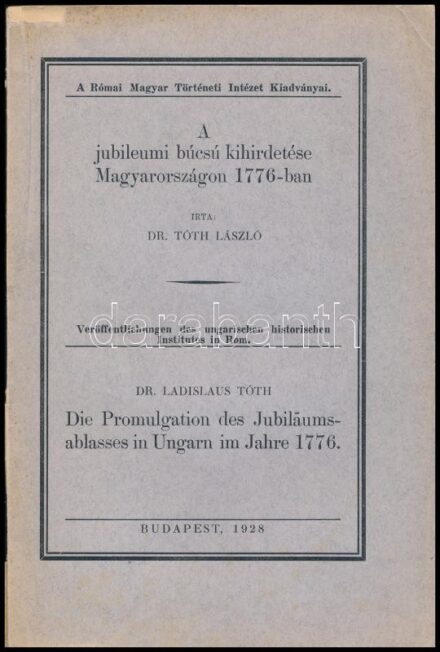 A Római Magyar Történeti Intézet Kiadványai.
A
jubileumi búcsú kihirdetése
Magyarországon 1776-ban
IRTA:
DR. TÓTH LÁSZLÓ
darabanth
Veröffentlichungen des ungarischen historischen
Institutes in Rom.
DR. LADISLAUS TÓTH
Die Promulgation des Jubiläums-
ablasses in Ungarn im Jahre 1776.
BUDAPEST, 1928